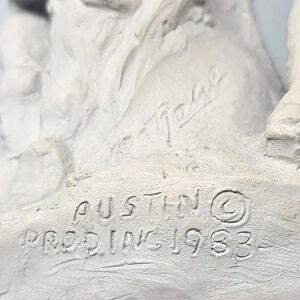 AUSTIN ©
PROD INC 1983